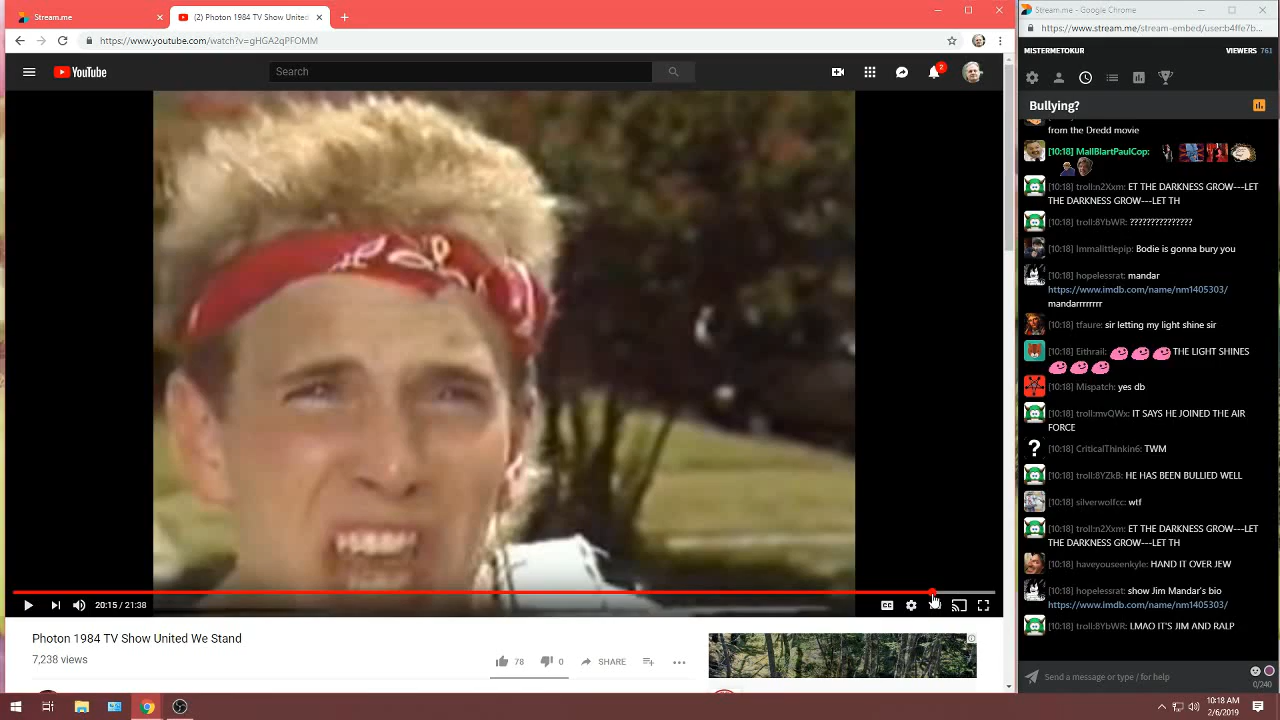 Stream.me
(2) Photon 1984 TV Show United
https://www.youtube.com/watch?v=gHGA2qPFOMM
YouTube
Search
2
20:15 / 21:38
Photon 1984 TV Show United We Stand
7,238 views
78
0
SHARE
Stream.me - Google Chrome
https://www.stream.me/stream-embed/user:b4ffe7b...
MISTERMETOKUR
VIEWERS 761
Bullying?
from the Dredd movie
[10:18] MallBlartPaulCop:
[10:18] troll:n2Xxm: ET THE DARKNESS GROW---LET
THE DARKNESS GROW---LET TH
[10:18] troll:8YbWR: ???????????????
[10:18] Immalittlepip: Bodie is gonna bury you
[10:18] hopelessrat: mandar
https://www.imdb.com/name/nm1405303/
mandarrrrrrrr
[10:18] tfaure: sir letting my light shine sir
[10:18] Eithrail: THE LIGHT SHINES
[10:18] Mispatch: yes db
[10:18] troll:mvQWx: IT SAYS HE JOINED THE AIR
FORCE
? [10:18] CriticalThinkin6: TWM
[10:18] troll:8YZkB: HE HAS BEEN BULLIED WELL
[10:18] silverwolfcc: wtf
[10:18] troll:n2Xxm: ET THE DARKNESS GROW---LET
THE DARKNESS GROW---LET TH
[10:18] haveyouseenkyle: HAND IT OVER JEW
[10:18] hopelessrat: show Jim Mandar's bio
https://www.imdb.com/name/nm1405303/
[10:18] troll:8YbWR: LMAO IT'S JIM AND RALP
Send a message or type / for help
0/240
10:18 AM
2/6/2019